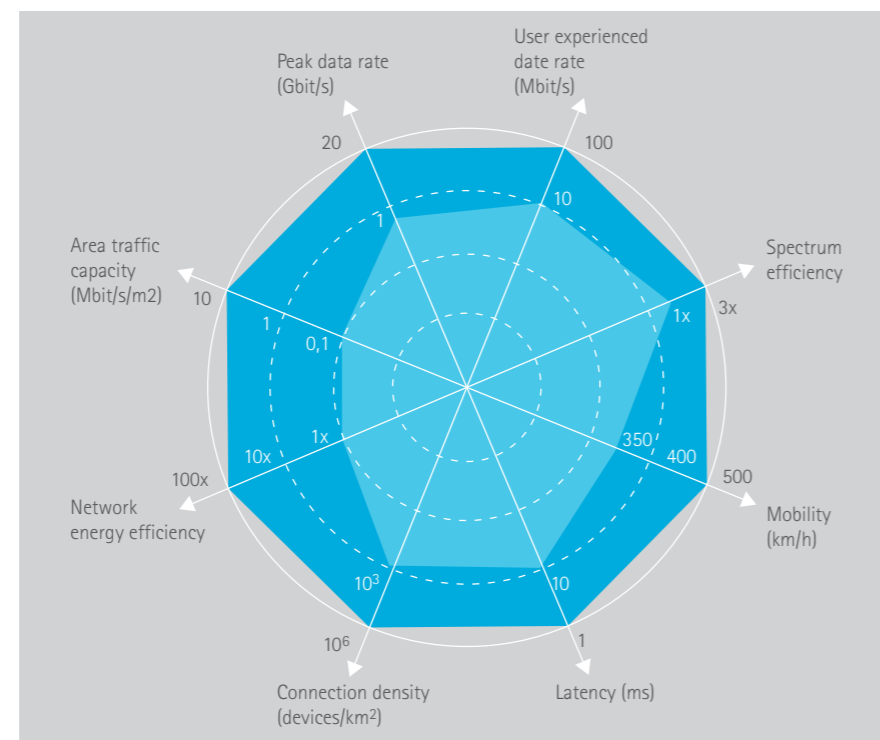 User experienced
date rate
(Mbit/s)
Peak data rate
(Gbit/s)
20
100
1
10
Area traffic
capacity
(Mbit/s/m2)
Spectrum
efficiency
10
1
0,1
1x
3x
1x
10x
100x
350
400
500
Network
energy efficiency
Mobility
(km/h)
10³
10
10⁶
1
Connection density
(devices/km²)
Latency (ms)